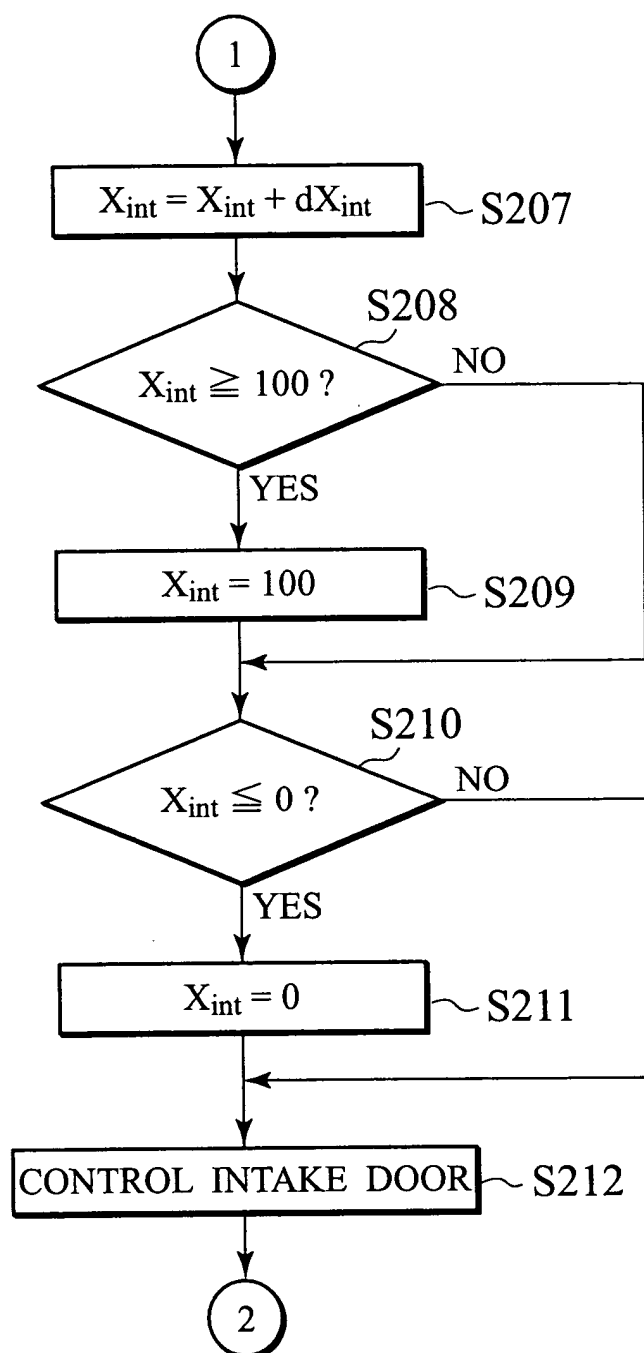 1
X_int = X_int + dX_int
S207
S208
X_int ≧ 100 ?
NO
YES
X_int = 100
S209
S210
X_int ≦ 0 ?
NO
YES
X_int = 0
S211
CONTROL INTAKE DOOR
S212
2